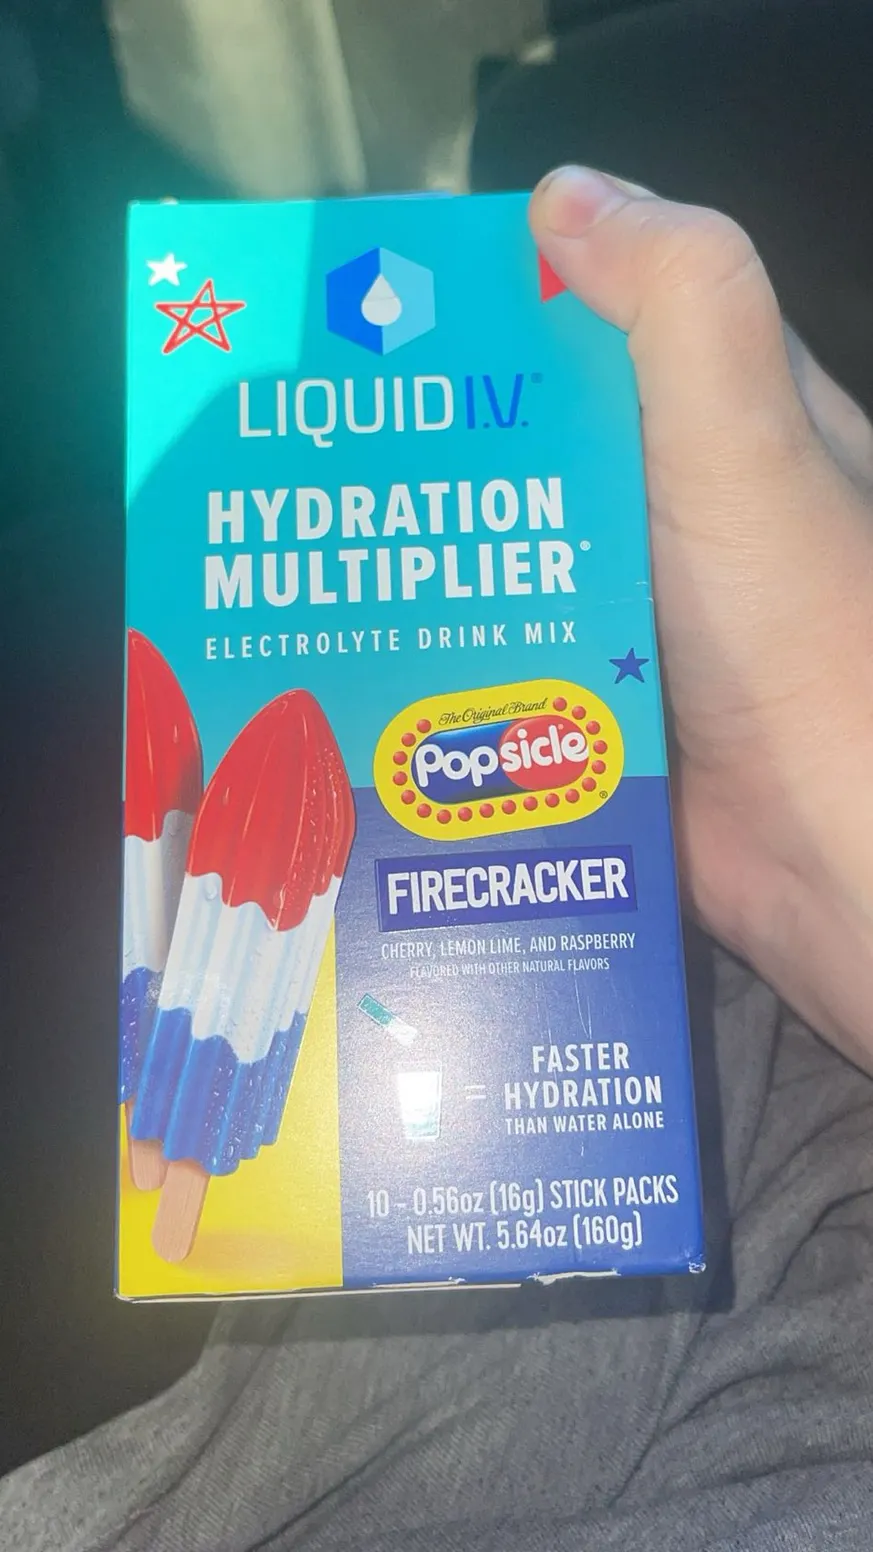 LIQUID I.V.®
HYDRATION
MULTIPLIER®
ELECTROLYTE DRINK MIX
The Original Brand
Popsicle
®
FIRECRACKER
CHERRY, LEMON LIME, AND RASPBERRY
FLAVORED WITH OTHER NATURAL FLAVORS
= FASTER
HYDRATION
THAN WATER ALONE
10 - 0.56oz (16g) STICK PACKS
NET WT. 5.64oz (160g)